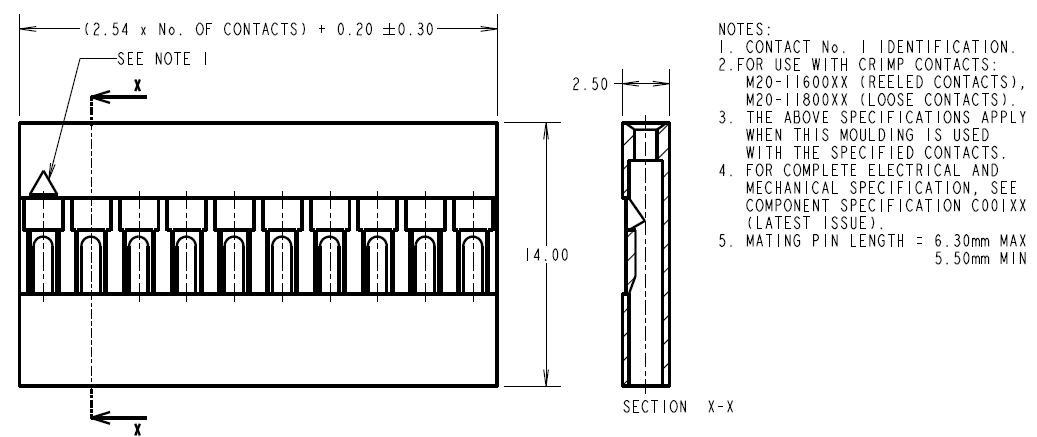 (2.54 x No. OF CONTACTS) + 0.20 ±0.30
SEE NOTE 1
X
X
14.00
2.50
SECTION X-X
NOTES:
1. CONTACT No. 1 IDENTIFICATION.
2.FOR USE WITH CRIMP CONTACTS:
M20-11600XX (REELED CONTACTS),
M20-11800XX (LOOSE CONTACTS).
3. THE ABOVE SPECIFICATIONS APPLY
WHEN THIS MOULDING IS USED
WITH THE SPECIFIED CONTACTS.
4. FOR COMPLETE ELECTRICAL AND
MECHANICAL SPECIFICATION, SEE
COMPONENT SPECIFICATION C001XX
(LATEST ISSUE).
5. MATING PIN LENGTH = 6.30mm MAX
5.50mm MIN